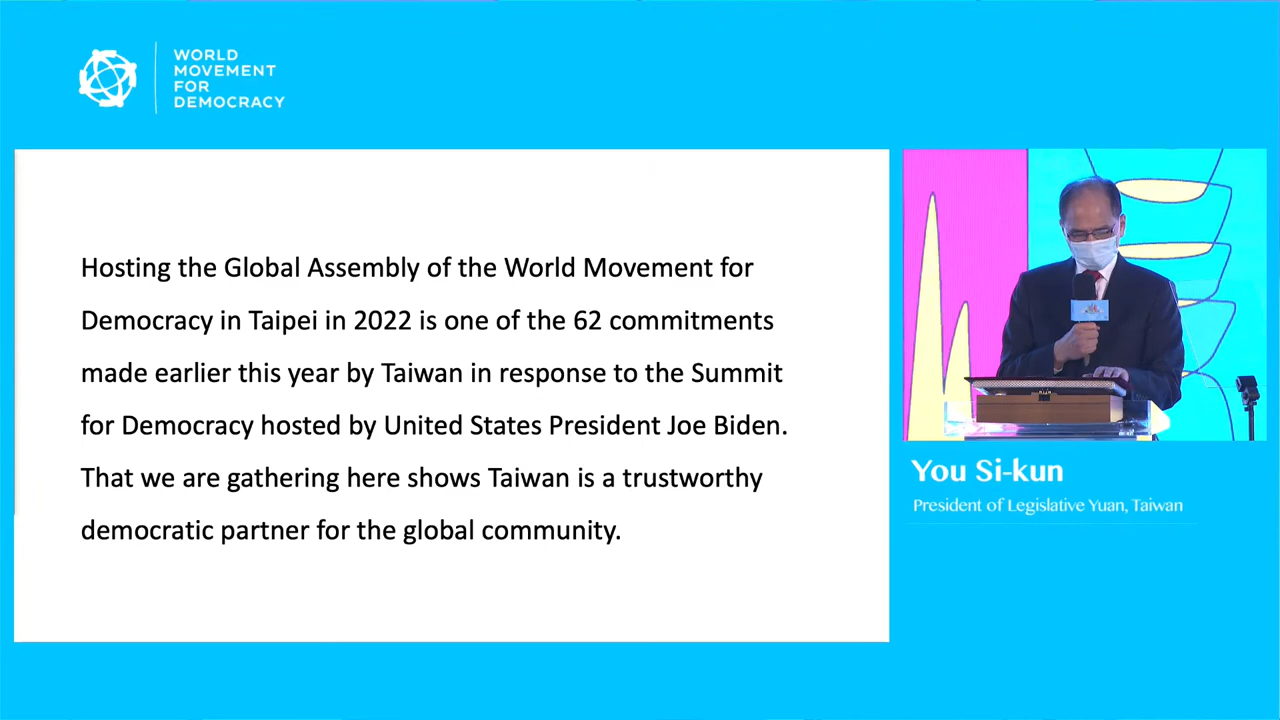 WORLD
MOVEMENT
FOR
DEMOCRACY
Hosting the Global Assembly of the World Movement for
Democracy in Taipei in 2022 is one of the 62 commitments
made earlier this year by Taiwan in response to the Summit
for Democracy hosted by United States President Joe Biden.
That we are gathering here shows Taiwan is a trustworthy
democratic partner for the global community.
You Si-kun
President of Legislative Yuan, Taiwan